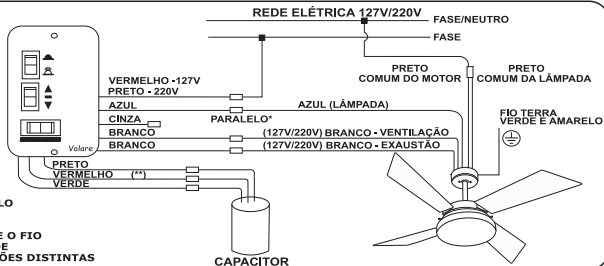 REDE ELÉTRICA 127V/220V
FASE/NEUTRO
FASE
PRETO
COMUM DO MOTOR
PRETO
COMUM DA LÂMPADA
VERMELHO -127V
PRETO - 220V
AZUL
AZUL (LÂMPADA)
CINZA
PARALELO*
FIO TERRA
VERDE E AMARELO
BRANCO
(127V/220V) BRANCO - VENTILAÇÃO
BRANCO
(127V/220V) BRANCO - EXAUSTÃO
Volare
PRETO
VERMELHO (**)
VERDE
LO
E O FIO
DE
ÕES DISTINTAS
CAPACITOR